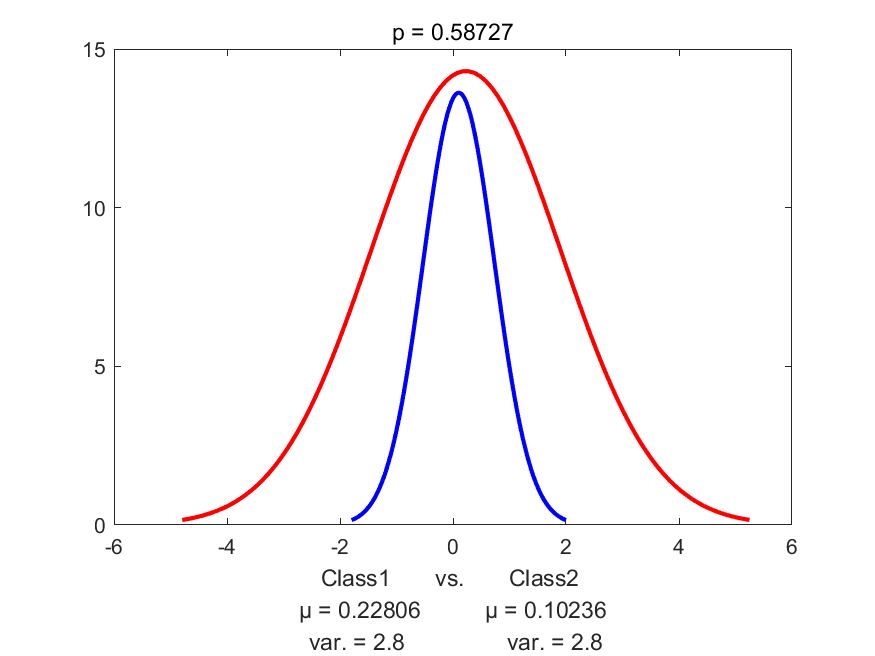 p = 0.58727
15
10
5
0
-6 -4 -2 0 2 4 6
Class1 vs. Class2
μ = 0.22806 μ = 0.10236
var. = 2.8 var. = 2.8